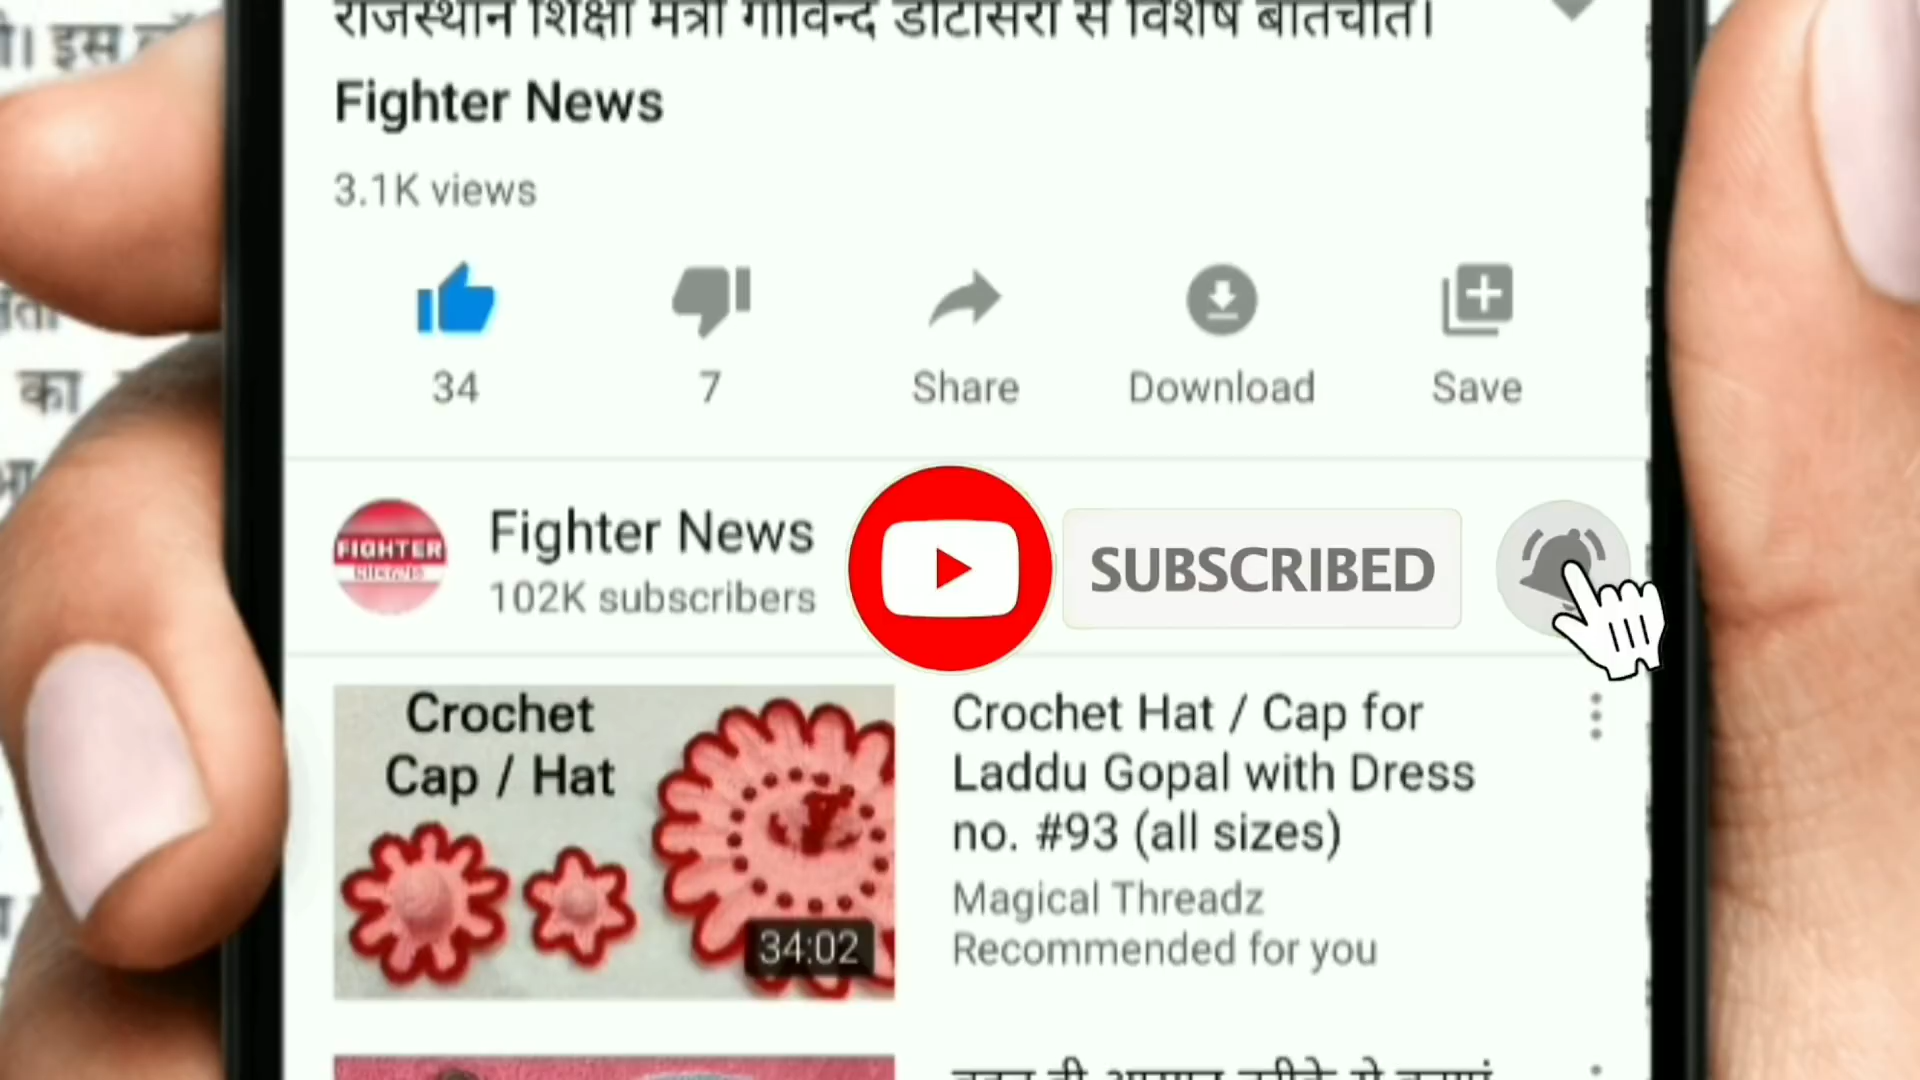 राजस्थान शिक्षा मंत्री गोविन्द डोटासरा से विशेष बातचीत।
Fighter News
3.1K views
34
7
Share
Download
Save
FIGHTER
Fighter News
102K subscribers
SUBSCRIBED
Crochet
Cap / Hat
34:02
Crochet Hat / Cap for
Laddu Gopal with Dress
no. #93 (all sizes)
Magical Threadz
Recommended for you
इस
का